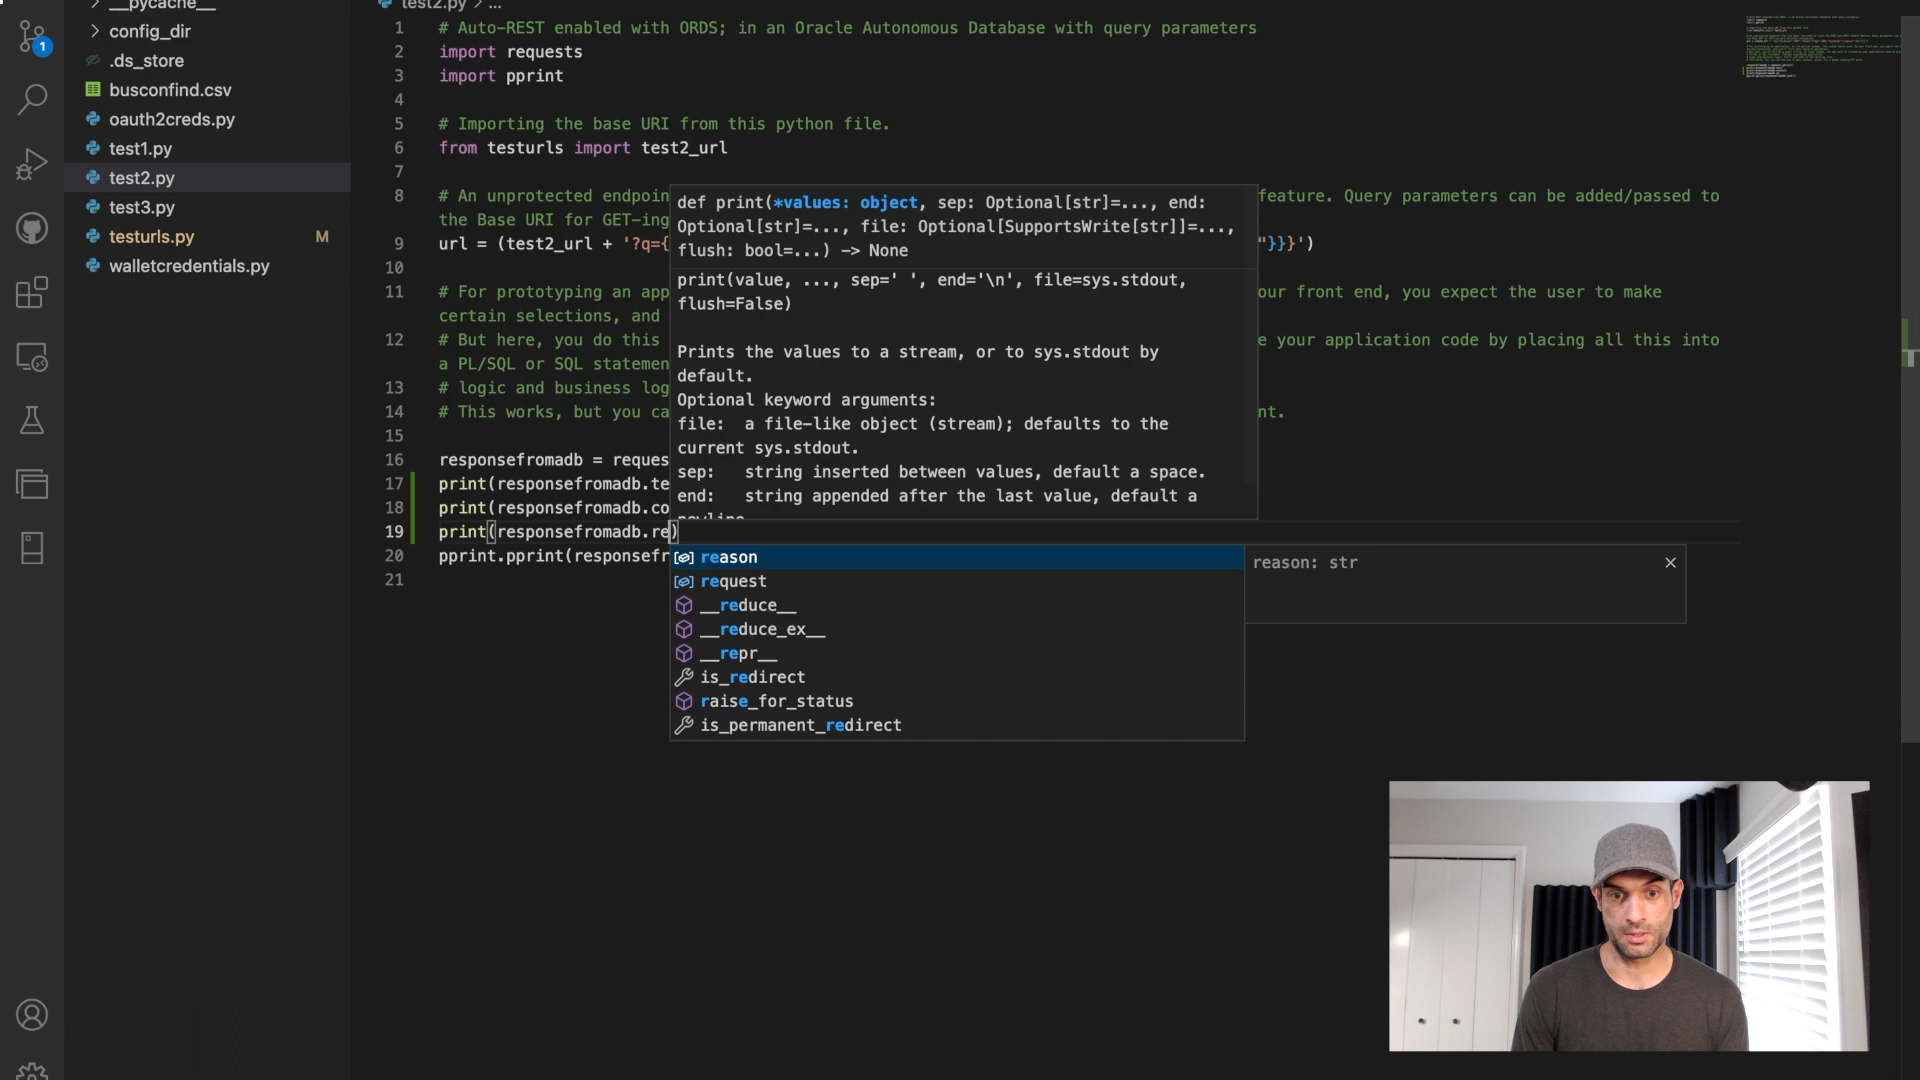 __pycache__
config_dir
.ds_store
busconfind.csv
oauth2creds.py
test1.py
test2.py
test3.py
testurls.py M
walletcredentials.py
1
test2.py > ...
1 # Auto-REST enabled with ORDS; in an Oracle Autonomous Database with query parameters
2 import requests
3 import pprint
4
5 # Importing the base URI from this python file.
6 from testurls import test2_url
7
8 # An unprotected endpoin feature. Query parameters can be added/passed to
the Base URI for GET-ing
9 url = (test2_url + '?q={ "}}}')
10
11 # For prototyping an app our front end, you expect the user to make
certain selections, and
12 # But here, you do this e your application code by placing all this into
a PL/SQL or SQL statemen
13 # logic and business log
14 # This works, but you ca nt.
15
16 responsefromadb = reques
17 print(responsefromadb.te
18 print(responsefromadb.co
19 print(responsefromadb.re)
20 pprint.pprint(responsefr
21
def print(*values: object, sep: Optional[str]=..., end:
Optional[str]=..., file: Optional[SupportsWrite[str]]=...,
flush: bool=...) -> None
print(value, ..., sep=' ', end='\n', file=sys.stdout,
flush=False)
Prints the values to a stream, or to sys.stdout by
default.
Optional keyword arguments:
file: a file-like object (stream); defaults to the
current sys.stdout.
sep: string inserted between values, default a space.
end: string appended after the last value, default a
newline
reason
request
__reduce__
__reduce_ex__
__repr__
is_redirect
raise_for_status
is_permanent_redirect
reason: str